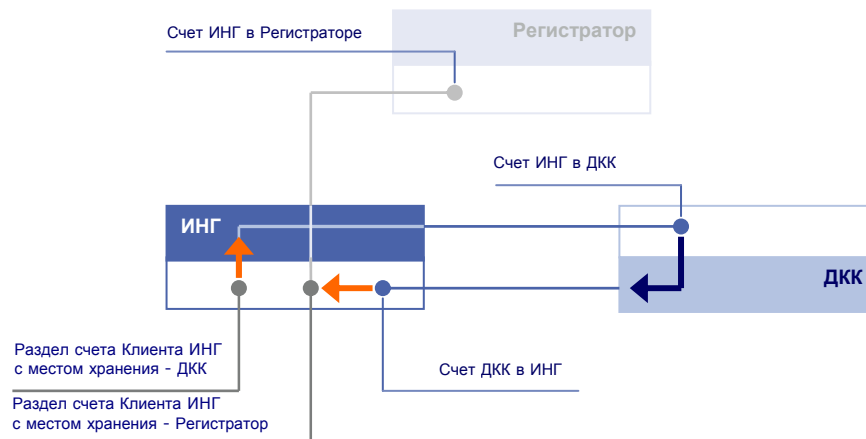 Регистратор
Счет ИНГ в Регистраторе
Счет ИНГ в ДКК
ИНГ
ДКК
Раздел счета Клиента ИНГ
с местом хранения - ДКК
Счет ДКК в ИНГ
Раздел счета Клиента ИНГ
с местом хранения - Регистратор